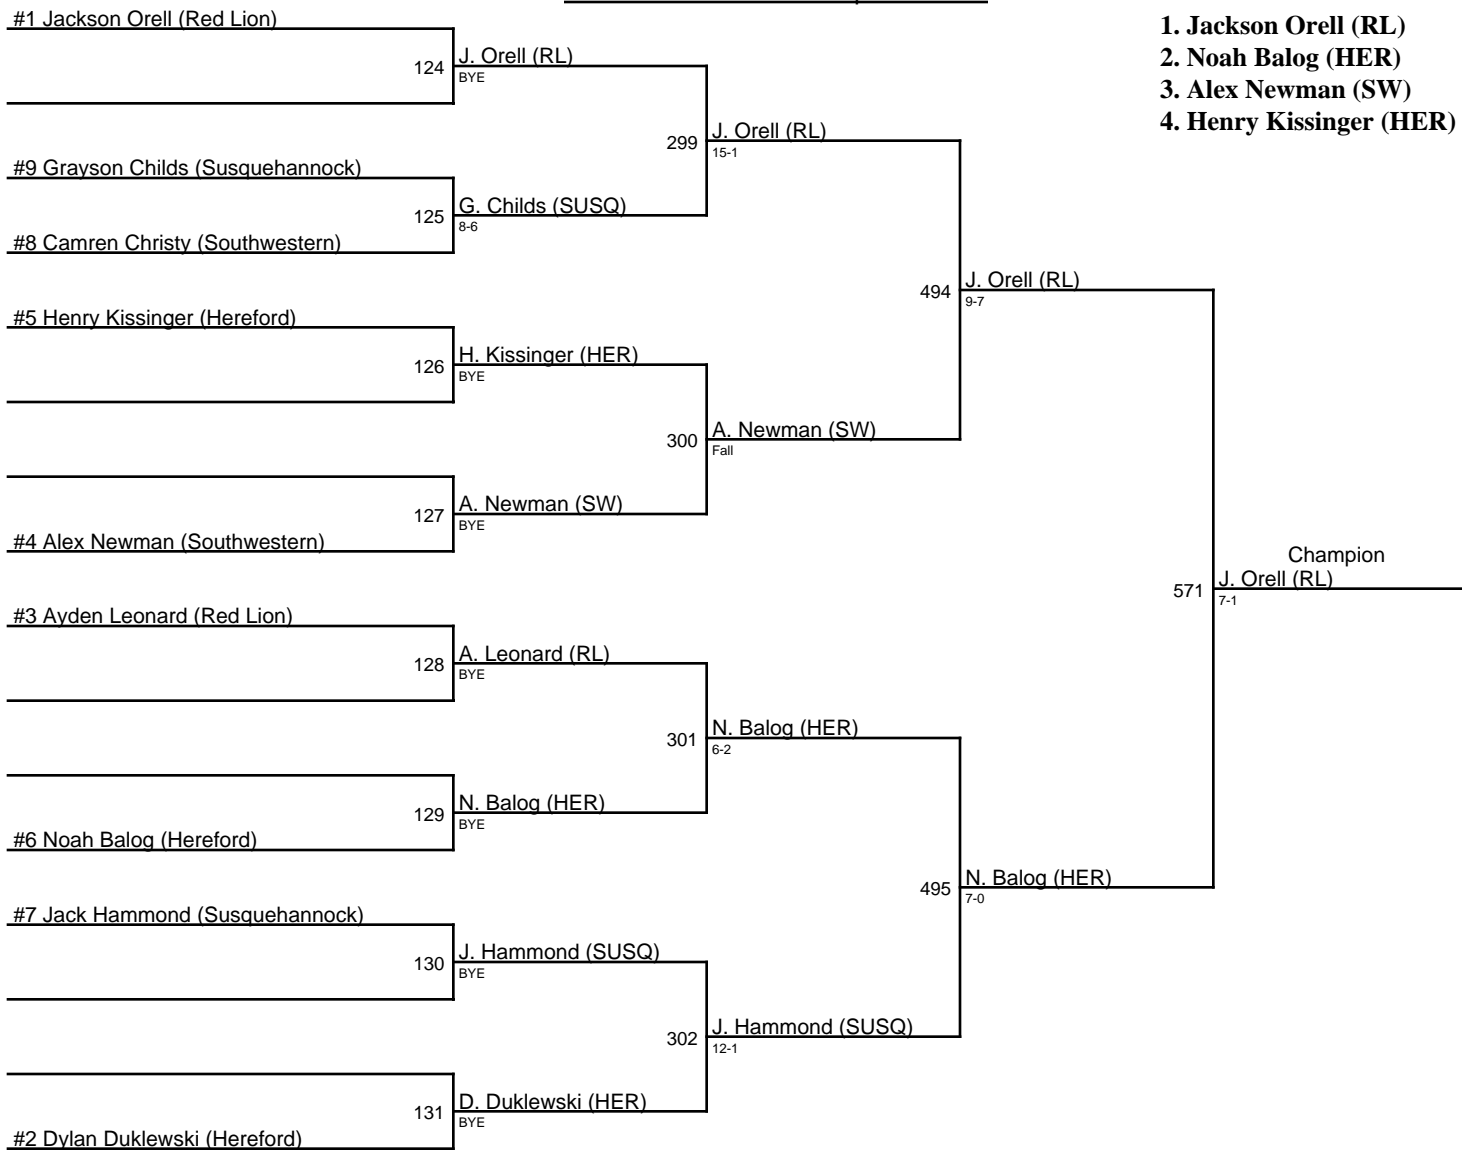 #1 Jackson Orell (Red Lion)
1. Jackson Orell (RL)
2. Noah Balog (HER)
3. Alex Newman (SW)
4. Henry Kissinger (HER)
124
J. Orell (RL)
BYE
299
J. Orell (RL)
15-1
#9 Grayson Childs (Susquehannock)
125
G. Childs (SUSQ)
8-6
#8 Camren Christy (Southwestern)
494
J. Orell (RL)
9-7
#5 Henry Kissinger (Hereford)
126
H. Kissinger (HER)
BYE
300
A. Newman (SW)
Fall
127
A. Newman (SW)
BYE
#4 Alex Newman (Southwestern)
Champion
571
J. Orell (RL)
7-1
#3 Ayden Leonard (Red Lion)
128
A. Leonard (RL)
BYE
301
N. Balog (HER)
6-2
129
N. Balog (HER)
BYE
#6 Noah Balog (Hereford)
495
N. Balog (HER)
7-0
#7 Jack Hammond (Susquehannock)
130
J. Hammond (SUSQ)
BYE
302
J. Hammond (SUSQ)
12-1
131
D. Duklewski (HER)
BYE
#2 Dylan Duklewski (Hereford)